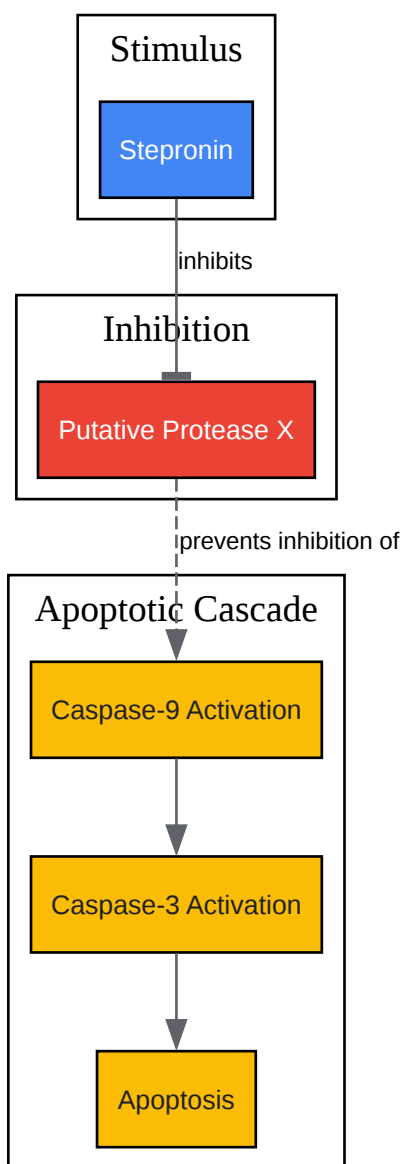 Stimulus
Stepronin
inhibits
Inhibition
Putative Protease X
prevents inhibition of
Apoptotic Cascade
Caspase-9 Activation
Caspase-3 Activation
Apoptosis